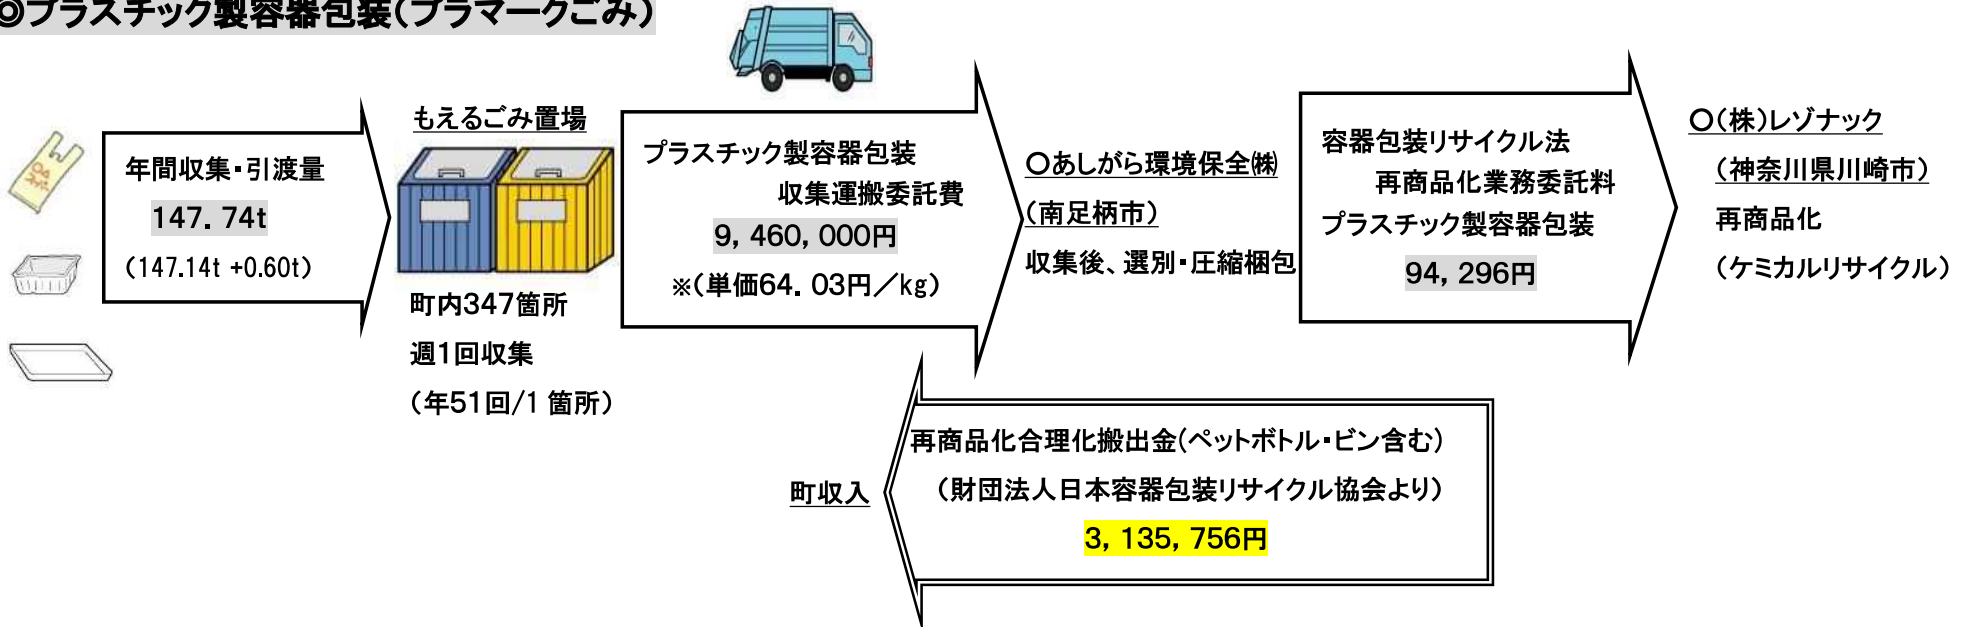 ◎プラスチック製容器包装(プラマークごみ)
年間収集・引渡量
147.74t
(147.14t +0.60t)
もえるごみ置場
町内347箇所
週1回収集
(年51回/1 箇所)
プラスチック製容器包装
収集運搬委託費
9,460,000円
※(単価64.03円/kg)
○あしがら環境保全㈱
(南足柄市)
収集後、選別・圧縮梱包
容器包装リサイクル法
再商品化業務委託料
プラスチック製容器包装
94,296円
○(株)レゾナック
(神奈川県川崎市)
再商品化
(ケミカルリサイクル)
再商品化合理化搬出金(ペットボトル・ビン含む)
(財団法人日本容器包装リサイクル協会より)
3,135,756円
町収入